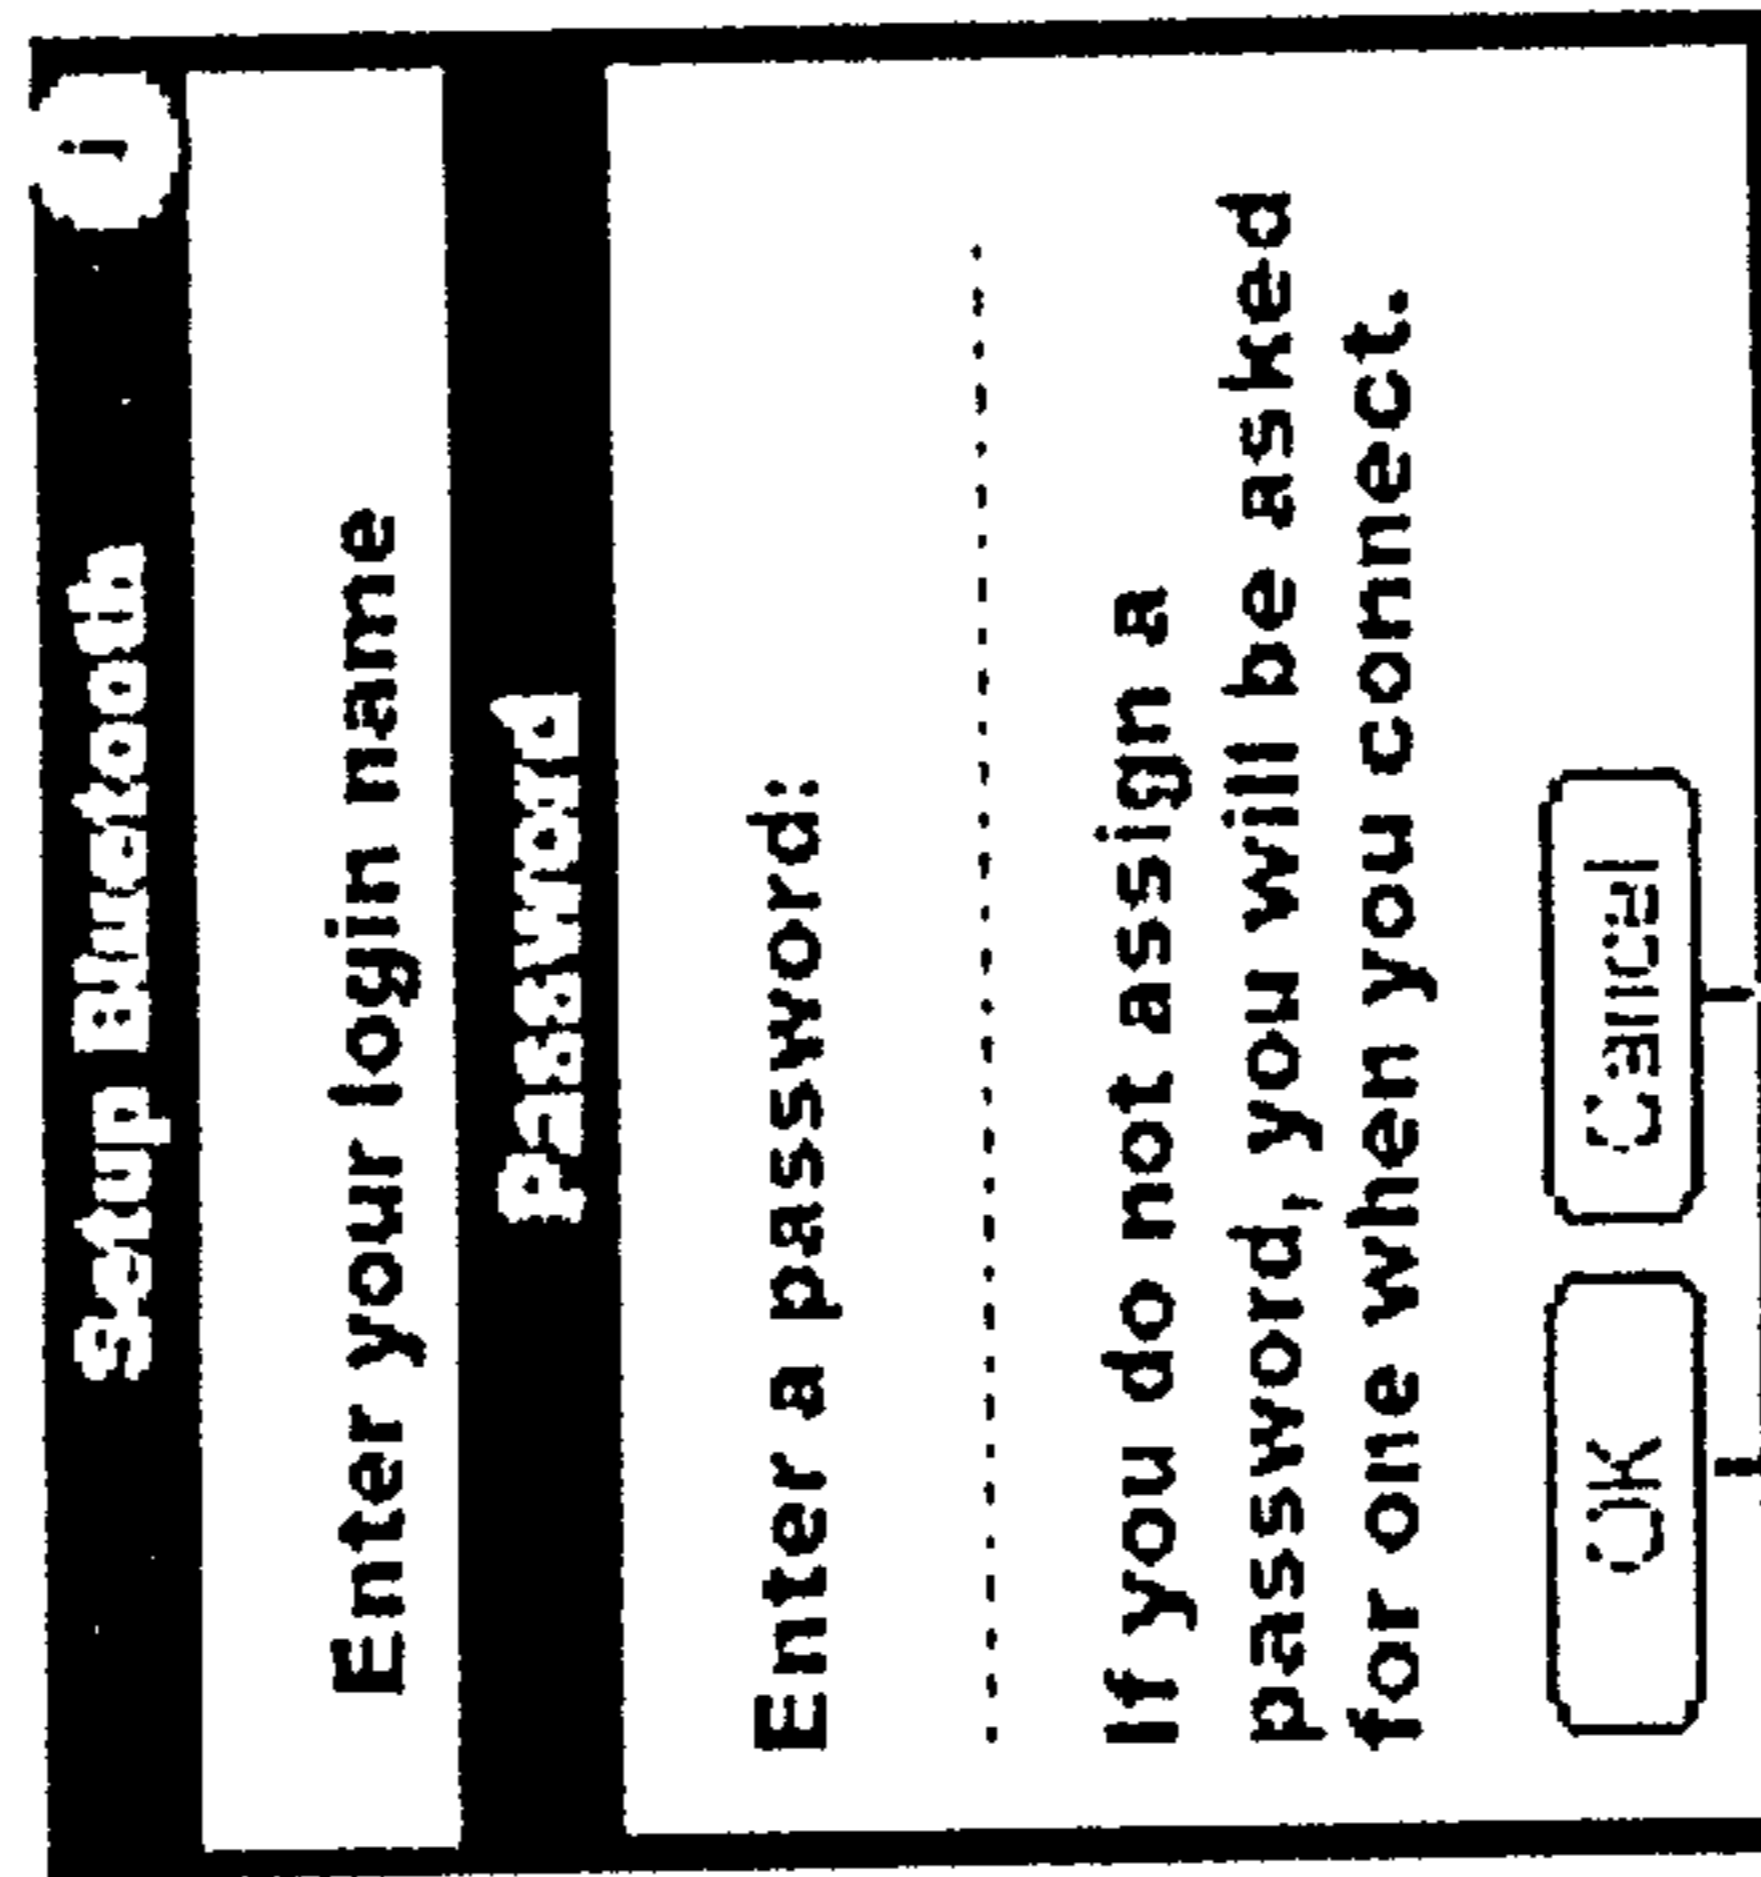 Setup Bluetooth i
Enter your login name
Password
Enter a password:
If you do not assign a
password, you will be asked
for one when you connect.
OK Cancel